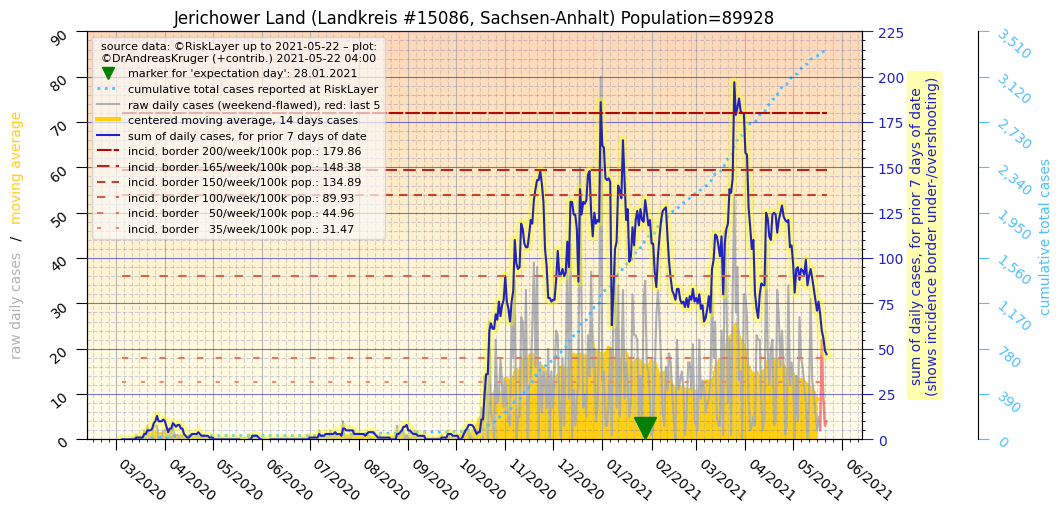 Jerichower Land (Landkreis #15086, Sachsen-Anhalt) Population=89928
source data: ©RiskLayer up to 2021-05-22 – plot:
©DrAndreasKruger (+contrib.) 2021-05-22 04:00
marker for 'expectation day': 28.01.2021
cumulative total cases reported at RiskLayer
raw daily cases (weekend-flawed), red: last 5
centered moving average, 14 days cases
sum of daily cases, for prior 7 days of date
incid. border 200/week/100k pop.: 179.86
incid. border 165/week/100k pop.: 148.38
incid. border 150/week/100k pop.: 134.89
incid. border 100/week/100k pop.: 89.93
incid. border   50/week/100k pop.: 44.96
incid. border   35/week/100k pop.: 31.47
raw daily cases / moving average
90
80
70
60
50
40
30
20
10
0
03/2020
04/2020
05/2020
06/2020
07/2020
08/2020
09/2020
10/2020
11/2020
12/2020
01/2021
02/2021
03/2021
04/2021
05/2021
06/2021
225
200
175
150
125
100
75
50
25
0
sum of daily cases, for prior 7 days of date
(shows incidence border under-/overshooting)
3,510
3,120
2,730
2,340
1,950
1,560
1,170
780
390
0
cumulative total cases